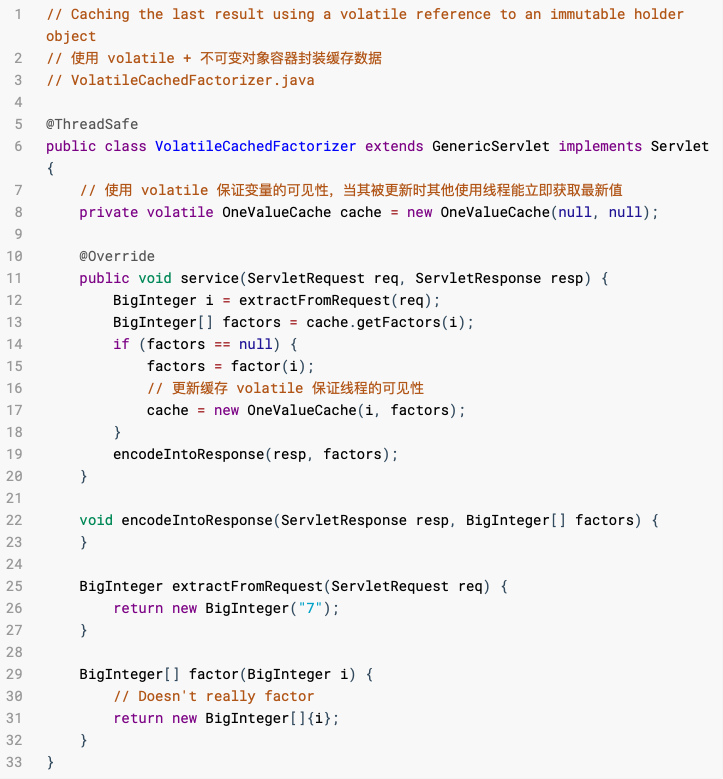 1 // Caching the last result using a volatile reference to an immutable holder
object
2 // 使用 volatile + 不可变对象容器封装缓存数据
3 // VolatileCachedFactorizer.java
4
5 @ThreadSafe
6 public class VolatileCachedFactorizer extends GenericServlet implements Servlet
{
7     // 使用 volatile 保证变量的可见性，当其被更新时其他使用线程能立即获取最新值
8     private volatile OneValueCache cache = new OneValueCache(null, null);
9
10     @Override
11     public void service(ServletRequest req, ServletResponse resp) {
12         BigInteger i = extractFromRequest(req);
13         BigInteger[] factors = cache.getFactors(i);
14         if (factors == null) {
15             factors = factor(i);
16             // 更新缓存 volatile 保证线程的可见性
17             cache = new OneValueCache(i, factors);
18         }
19         encodeIntoResponse(resp, factors);
20     }
21
22     void encodeIntoResponse(ServletResponse resp, BigInteger[] factors) {
23     }
24
25     BigInteger extractFromRequest(ServletRequest req) {
26         return new BigInteger("7");
27     }
28
29     BigInteger[] factor(BigInteger i) {
30         // Doesn't really factor
31         return new BigInteger[]{i};
32     }
33 }